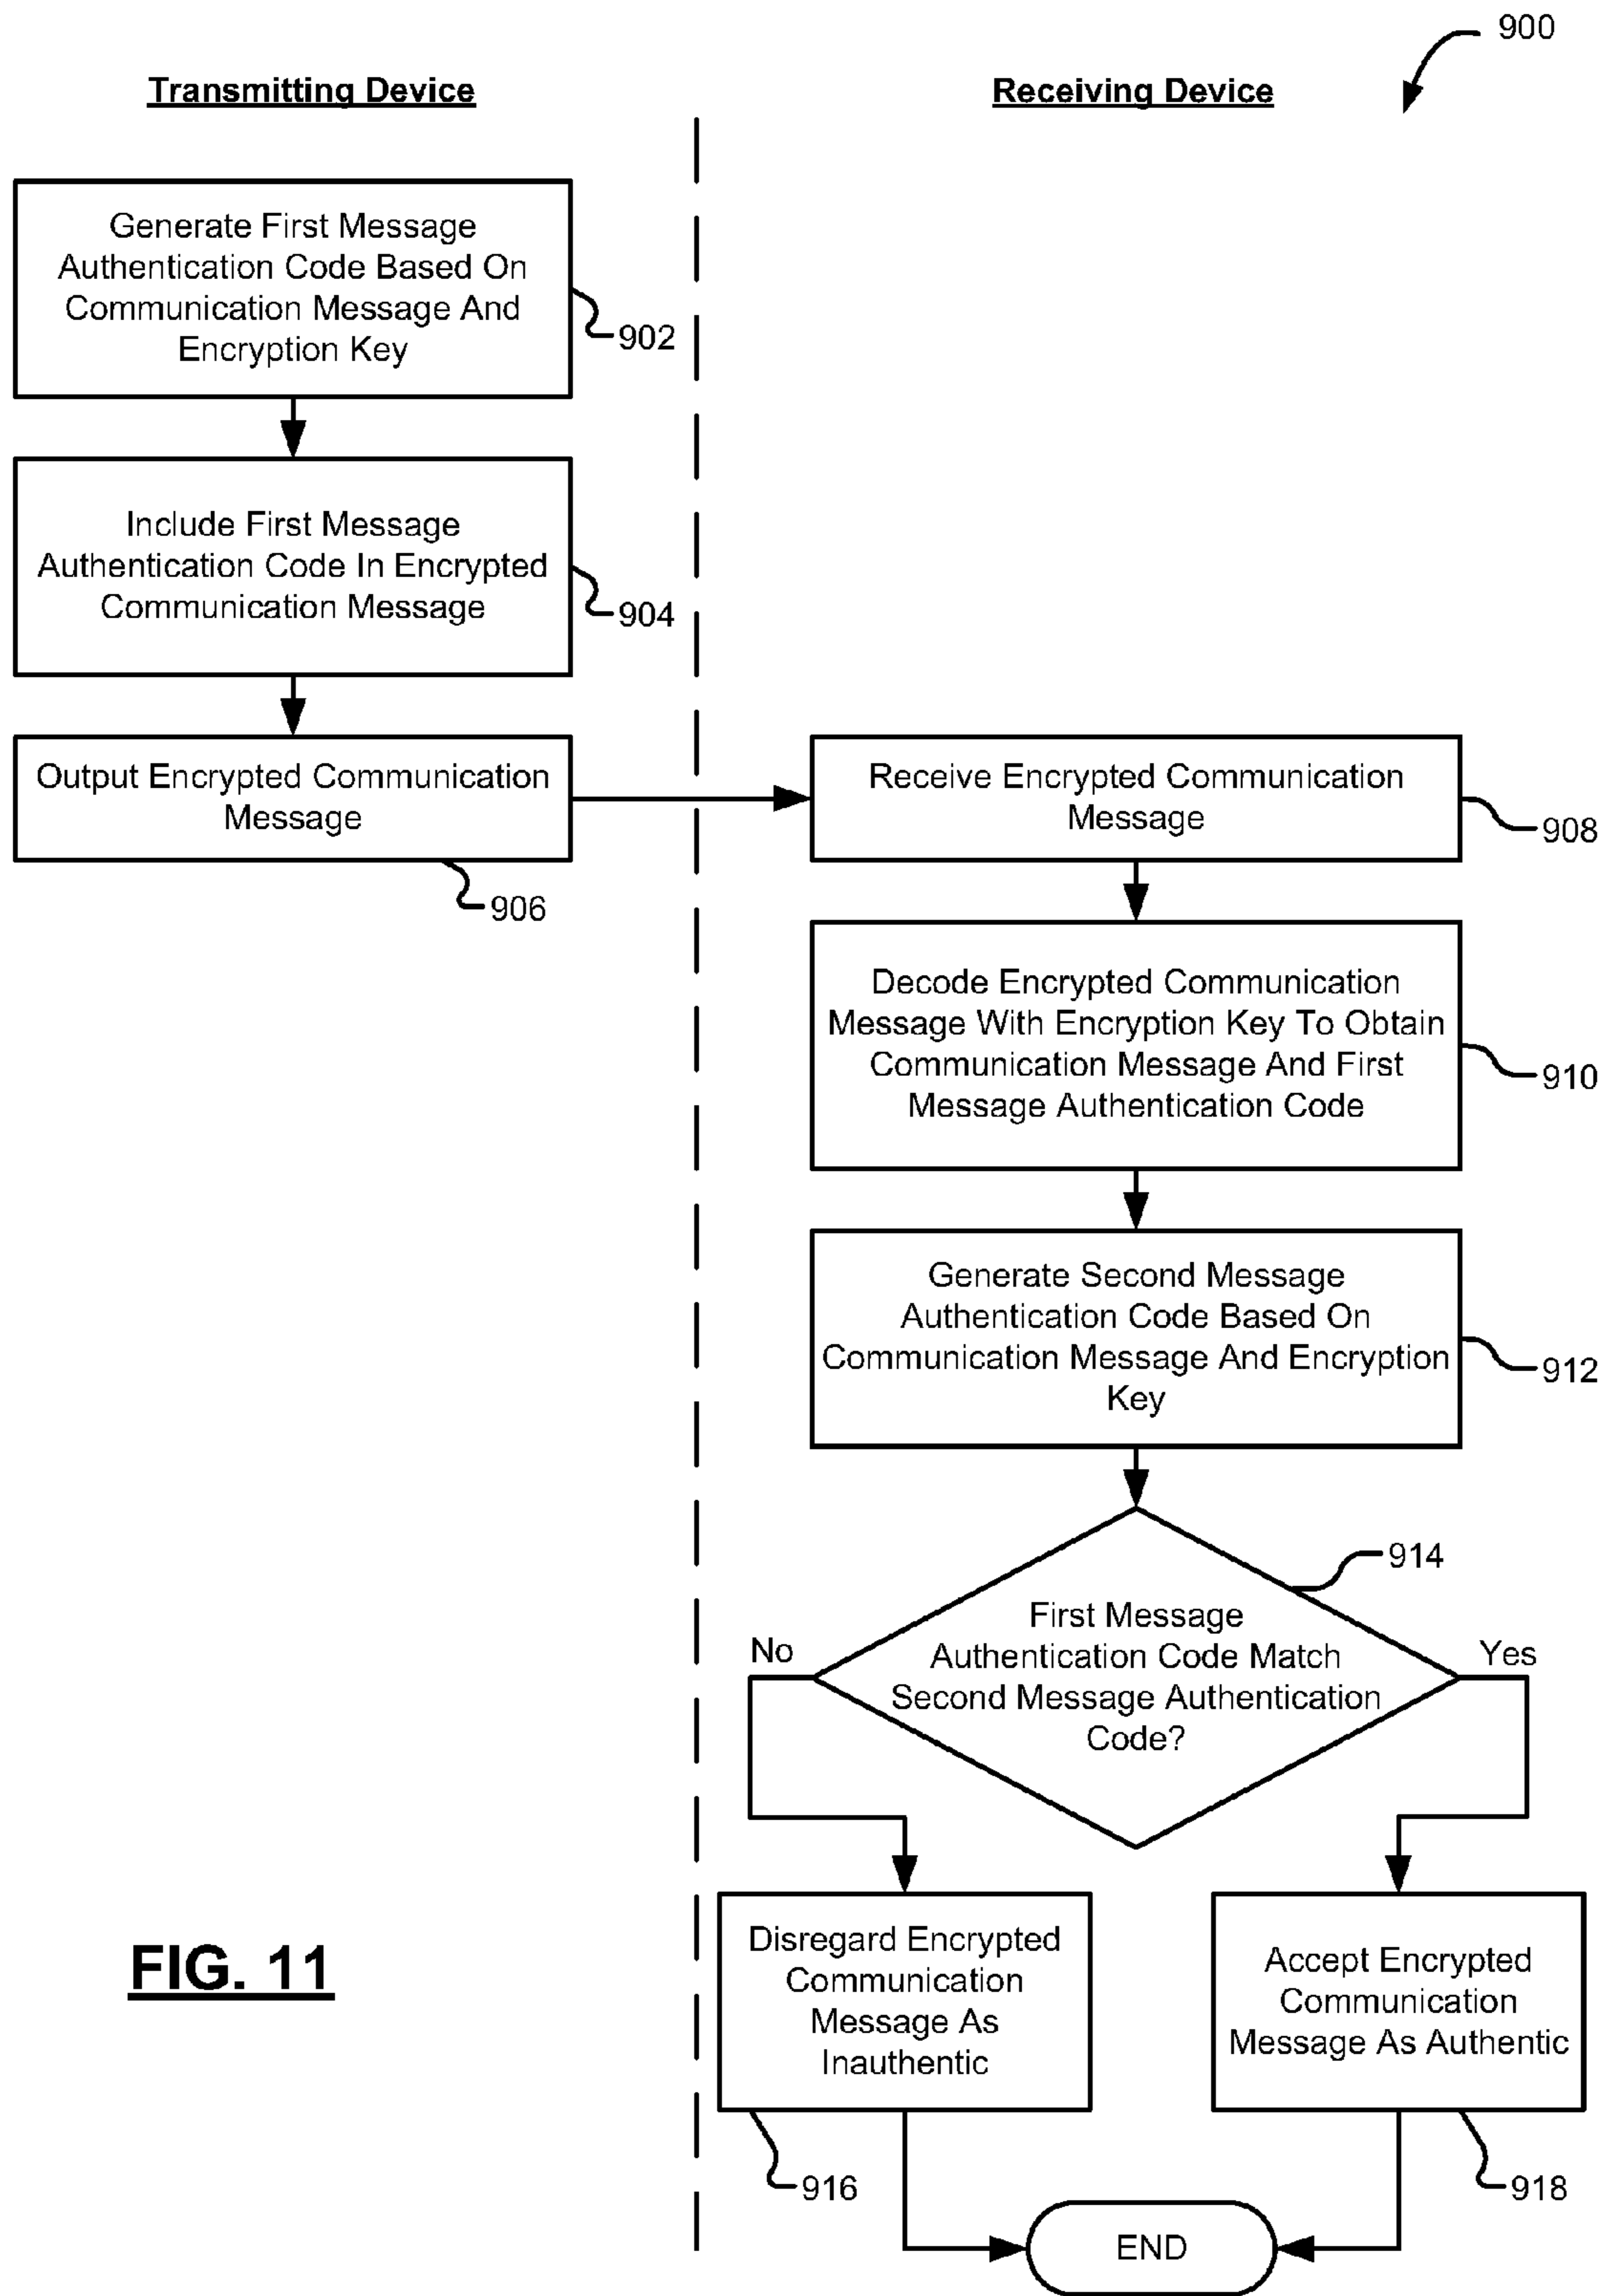 900
Transmitting Device
Receiving Device
Generate First Message
Authentication Code Based On
Communication Message And
Encryption Key
902
Include First Message
Authentication Code In Encrypted
Communication Message
904
Output Encrypted Communication
Message
906
Receive Encrypted Communication
Message
908
Decode Encrypted Communication
Message With Encryption Key To Obtain
Communication Message And First
Message Authentication Code
910
Generate Second Message
Authentication Code Based On
Communication Message And Encryption
Key
912
914
First Message
Authentication Code Match
Second Message Authentication
Code?
No
Yes
Disregard Encrypted
Communication
Message As
Inauthentic
916
Accept Encrypted
Communication
Message As Authentic
918
END
FIG. 11